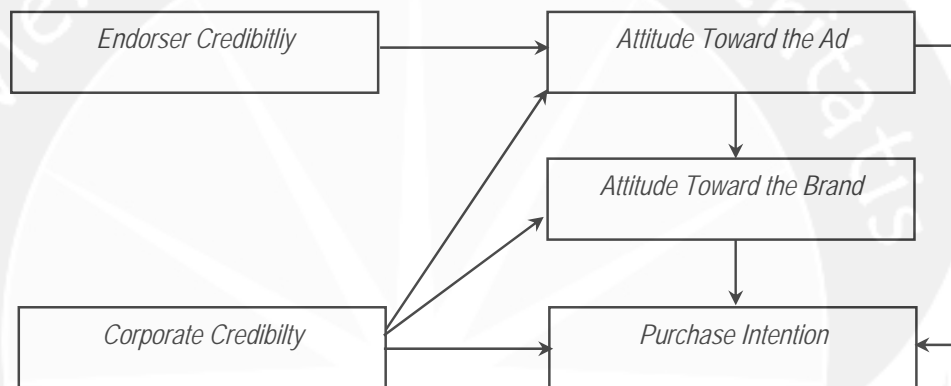 Endorser Credibitliy
Attitude Toward the Ad
Attitude Toward the Brand
Corporate Credibilty
Purchase Intention